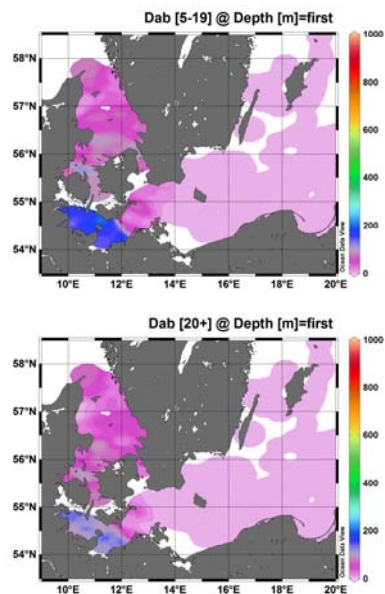 Dab [5-19] @ Depth [m]=first
58°N
57°N
56°N
55°N
54°N
10°E 12°E 14°E 16°E 18°E 20°E
1000
800
600
400
200
0
Ocean Data View
Dab [20+] @ Depth [m]=first
58°N
57°N
56°N
55°N
54°N
10°E 12°E 14°E 16°E 18°E 20°E
1000
800
600
400
200
0
Ocean Data View